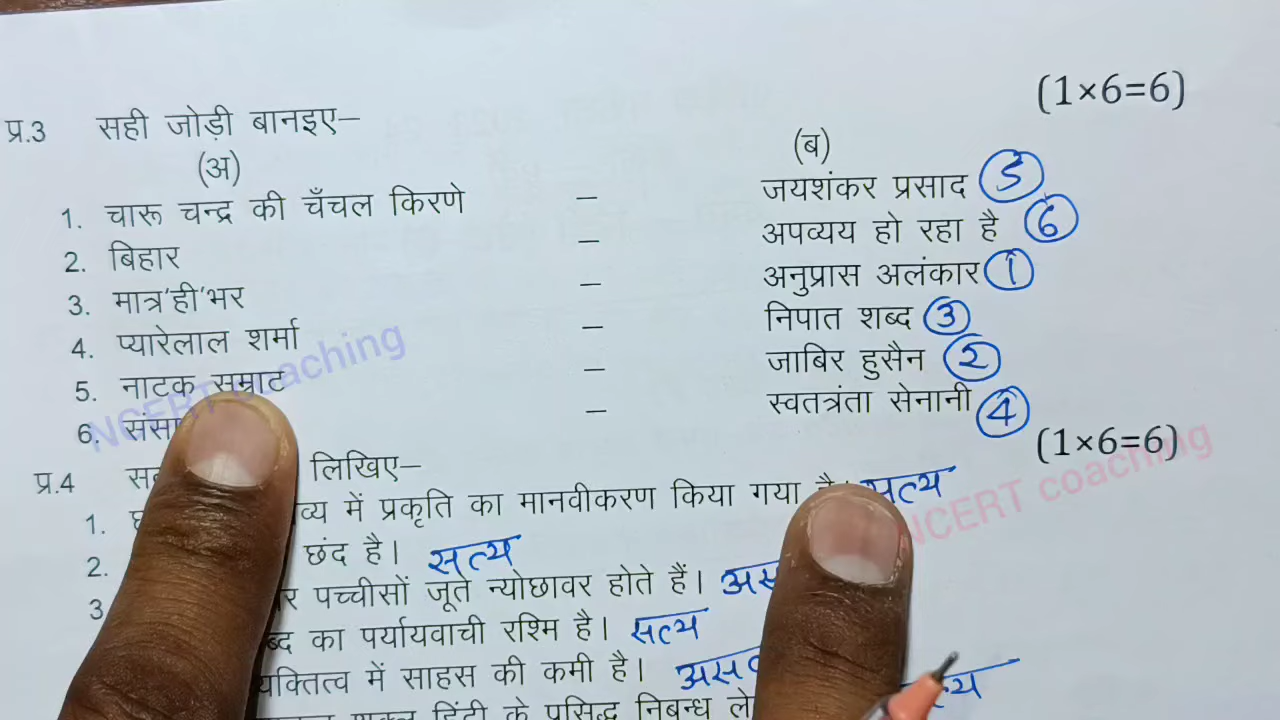 (1×6=6)
प्र.3 सही जोड़ी बानइए–
(अ) (ब)
1. चारू चन्द्र की चँचल किरणे – जयशंकर प्रसाद 5
2. बिहार – अपव्यय हो रहा है 6
3. मात्र'ही'भर – अनुप्रास अलंकार 1
4. प्यारेलाल शर्मा – निपात शब्द 3
5. नाटक सम्राट – जाबिर हुसैन 2
6. – स्वतत्रंता सेनानी 4
(1×6=6)
प्र.4 लिखिए–
1. में प्रकृति का मानवीकरण किया गया है। सत्य
2. छंद है। सत्य
3 पच्चीसों जूते न्योछावर होते हैं।
का पर्यायवाची रश्मि है। सत्य
में साहस की कमी है।
हिंदी के प्रसिद्ध निबन्ध
NCERT coaching
NCERT coaching